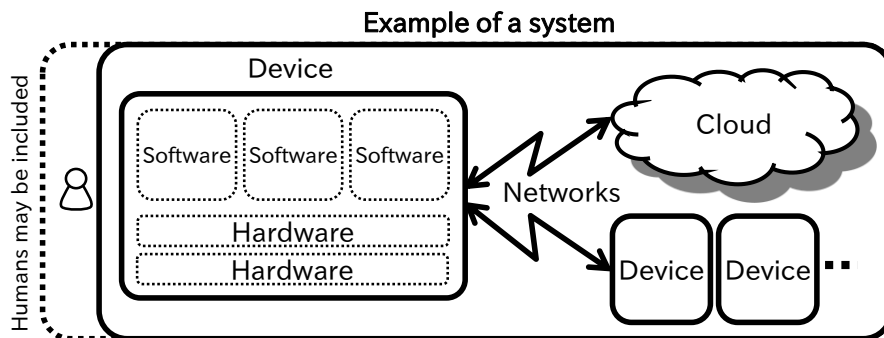 Example of a system
Humans may be included
Device
Software
Software
Software
Hardware
Hardware
Networks
Cloud
Device
Device